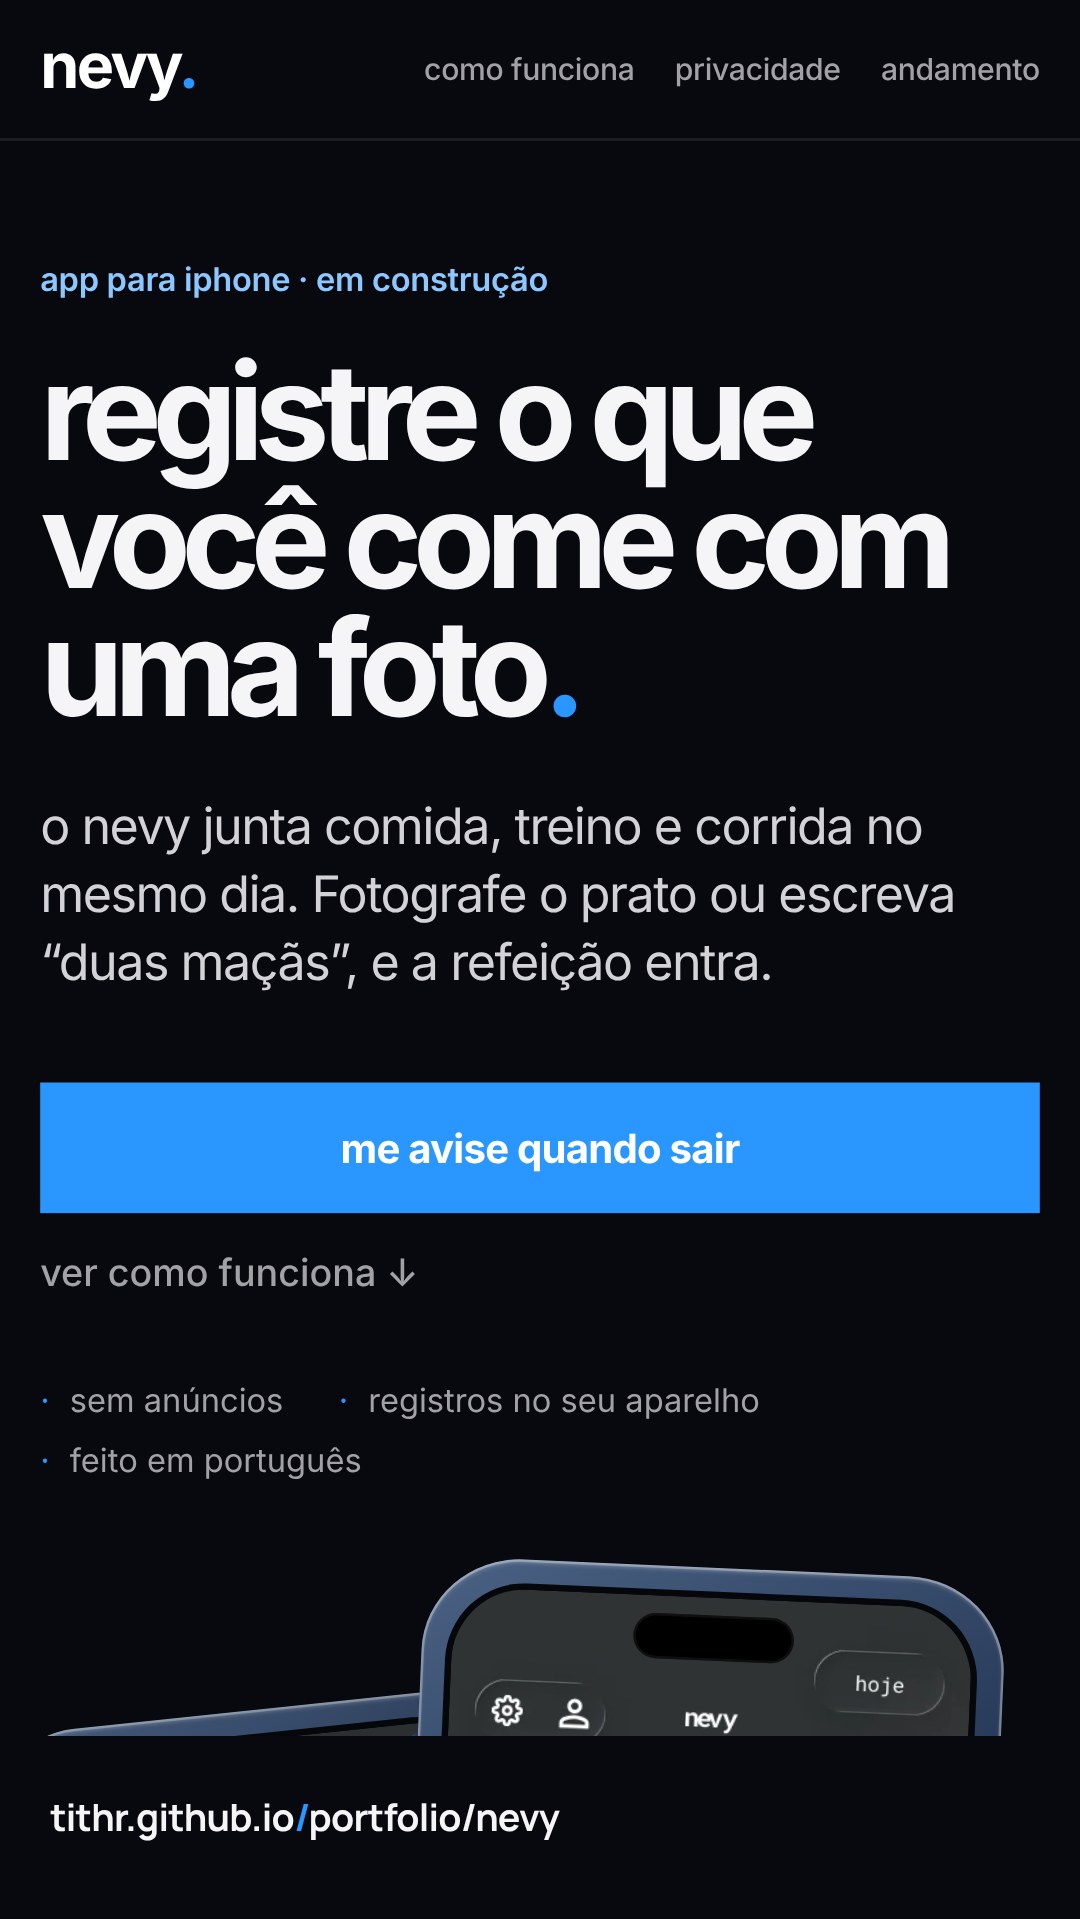 nevy.
como funciona privacidade andamento
app para iphone · em construção
registre o que
você come com
uma foto.
o nevy junta comida, treino e corrida no
mesmo dia. Fotografe o prato ou escreva
“duas maçãs”, e a refeição entra.
me avise quando sair
ver como funciona ↓
· sem anúncios · registros no seu aparelho
· feito em português
hoje
nevy
tithr.github.io/portfolio/nevy